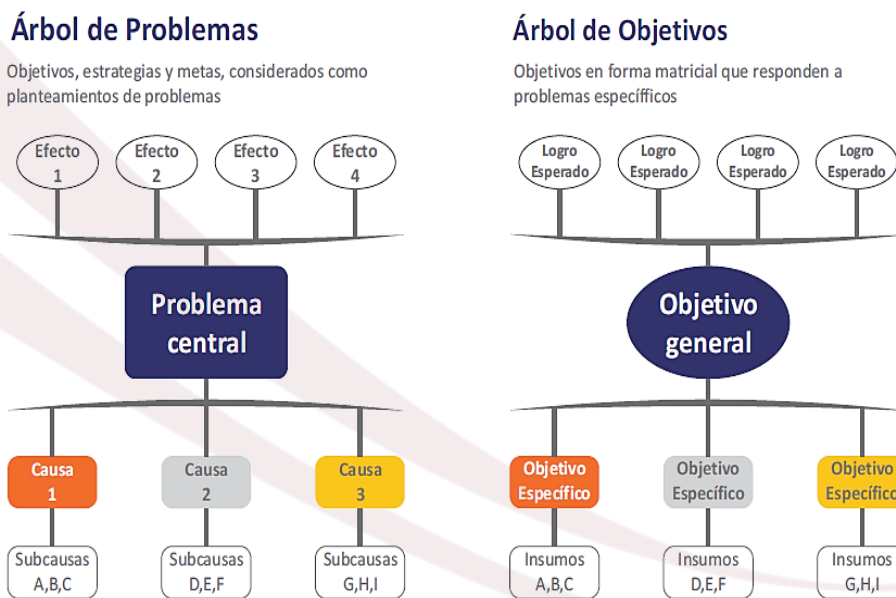 Árbol de Problemas
Objetivos, estrategias y metas, considerados como
planteamientos de problemas
Efecto
1
Efecto
2
Efecto
3
Efecto
4
Problema
central
Causa
1
Causa
2
Causa
3
Subcausas
A,B,C
Subcausas
D,E,F
Subcausas
G,H,I
Árbol de Objetivos
Objetivos en forma matricial que responden a
problemas específicos
Logro
Esperado
Logro
Esperado
Logro
Esperado
Logro
Esperado
Objetivo
general
Objetivo
Específico
Objetivo
Específico
Objetivo
Específico
Insumos
A,B,C
Insumos
D,E,F
Insumos
G,H,I